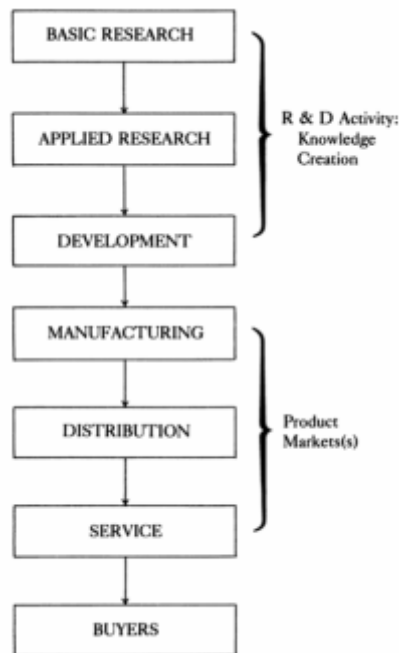 BASIC RESEARCH
APPLIED RESEARCH
DEVELOPMENT
R & D Activity:
Knowledge
Creation
MANUFACTURING
DISTRIBUTION
SERVICE
Product
Markets(s)
BUYERS